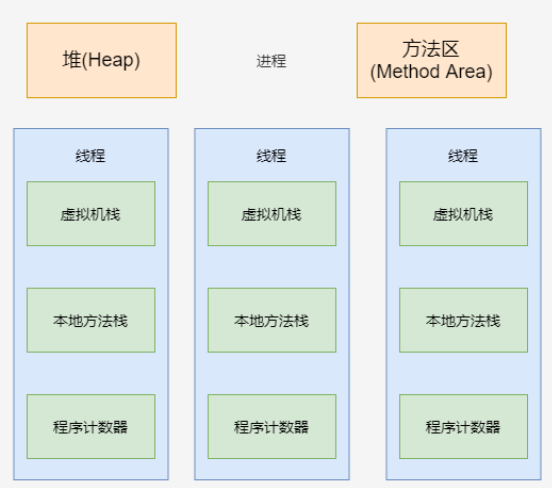 堆(Heap)
进程
方法区
(Method Area)
线程
虚拟机栈
本地方法栈
程序计数器
线程
虚拟机栈
本地方法栈
程序计数器
线程
虚拟机栈
本地方法栈
程序计数器